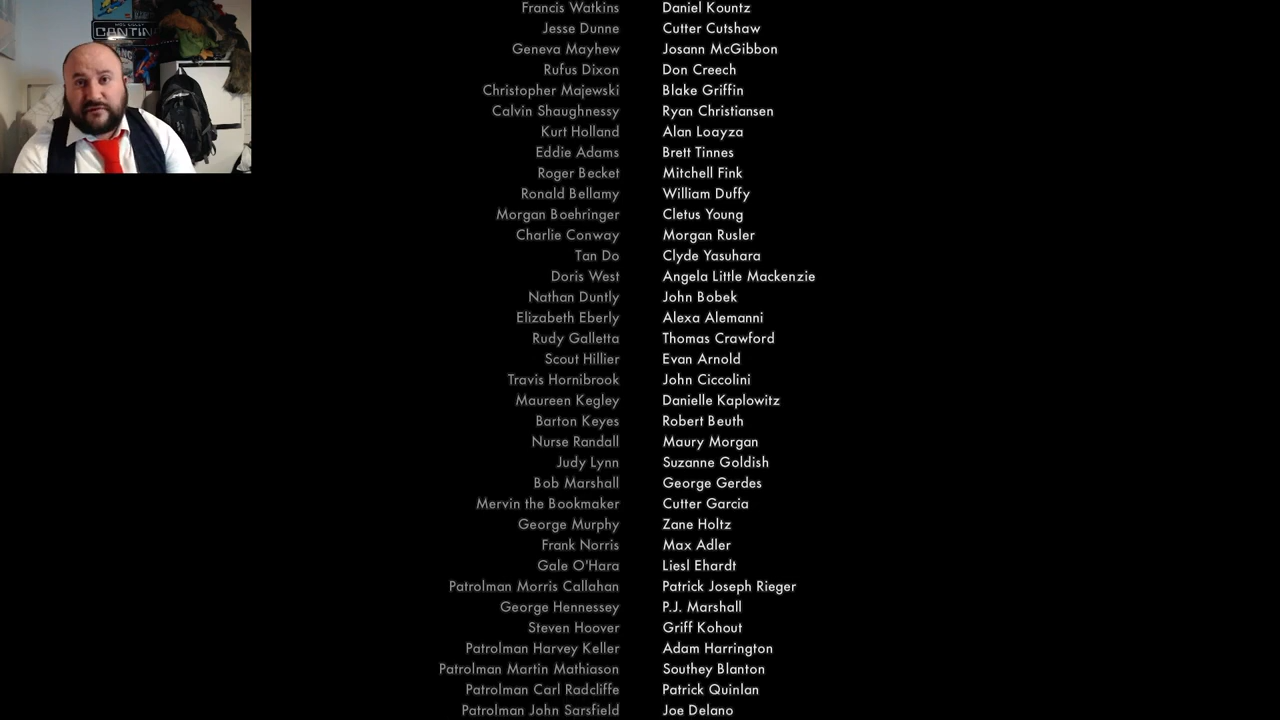 CANTINA
Francis Watkins Daniel Kountz
Jesse Dunne Cutter Cutshaw
Geneva Mayhew Josann McGibbon
Rufus Dixon Don Creech
Christopher Majewski Blake Griffin
Calvin Shaughnessy Ryan Christiansen
Kurt Holland Alan Loayza
Eddie Adams Brett Tinnes
Roger Becket Mitchell Fink
Ronald Bellamy William Duffy
Morgan Boehringer Cletus Young
Charlie Conway Morgan Rusler
Tan Do Clyde Yasuhara
Doris West Angela Little Mackenzie
Nathan Duntly John Bobek
Elizabeth Eberly Alexa Alemanni
Rudy Galletta Thomas Crawford
Scout Hillier Evan Arnold
Travis Hornibrook John Ciccolini
Maureen Kegley Danielle Kaplowitz
Barton Keyes Robert Beuth
Nurse Randall Maury Morgan
Judy Lynn Suzanne Goldish
Bob Marshall George Gerdes
Mervin the Bookmaker Cutter Garcia
George Murphy Zane Holtz
Frank Norris Max Adler
Gale O'Hara Liesl Ehardt
Patrolman Morris Callahan Patrick Joseph Rieger
George Hennessey P.J. Marshall
Steven Hoover Griff Kohout
Patrolman Harvey Keller Adam Harrington
Patrolman Martin Mathiason Southey Blanton
Patrolman Carl Radcliffe Patrick Quinlan
Patrolman John Sarsfield Joe Delano